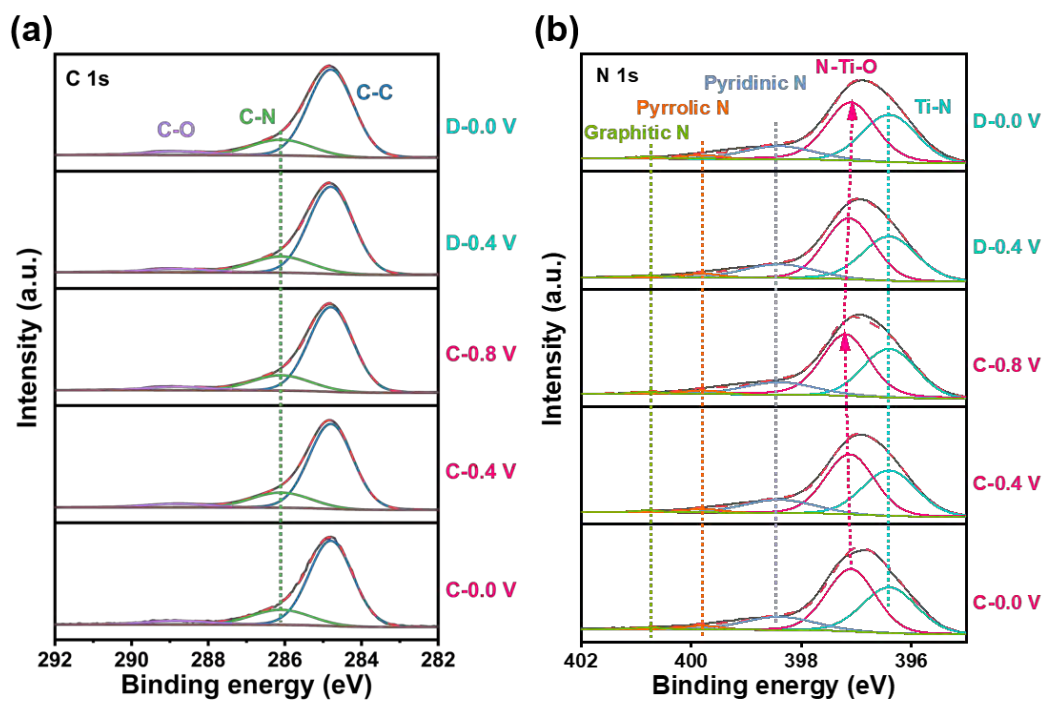 (a)
C 1s
C-O
C-N
C-C
D-0.0 V
D-0.4 V
C-0.8 V
C-0.4 V
C-0.0 V
Intensity (a.u.)
292 290 288 286 284 282
Binding energy (eV)
(b)
N 1s
N-Ti-O
Pyridinic N
Pyrrolic N
Ti-N
Graphitic N
D-0.0 V
D-0.4 V
C-0.8 V
C-0.4 V
C-0.0 V
Intensity (a.u.)
402 400 398 396
Binding energy (eV)